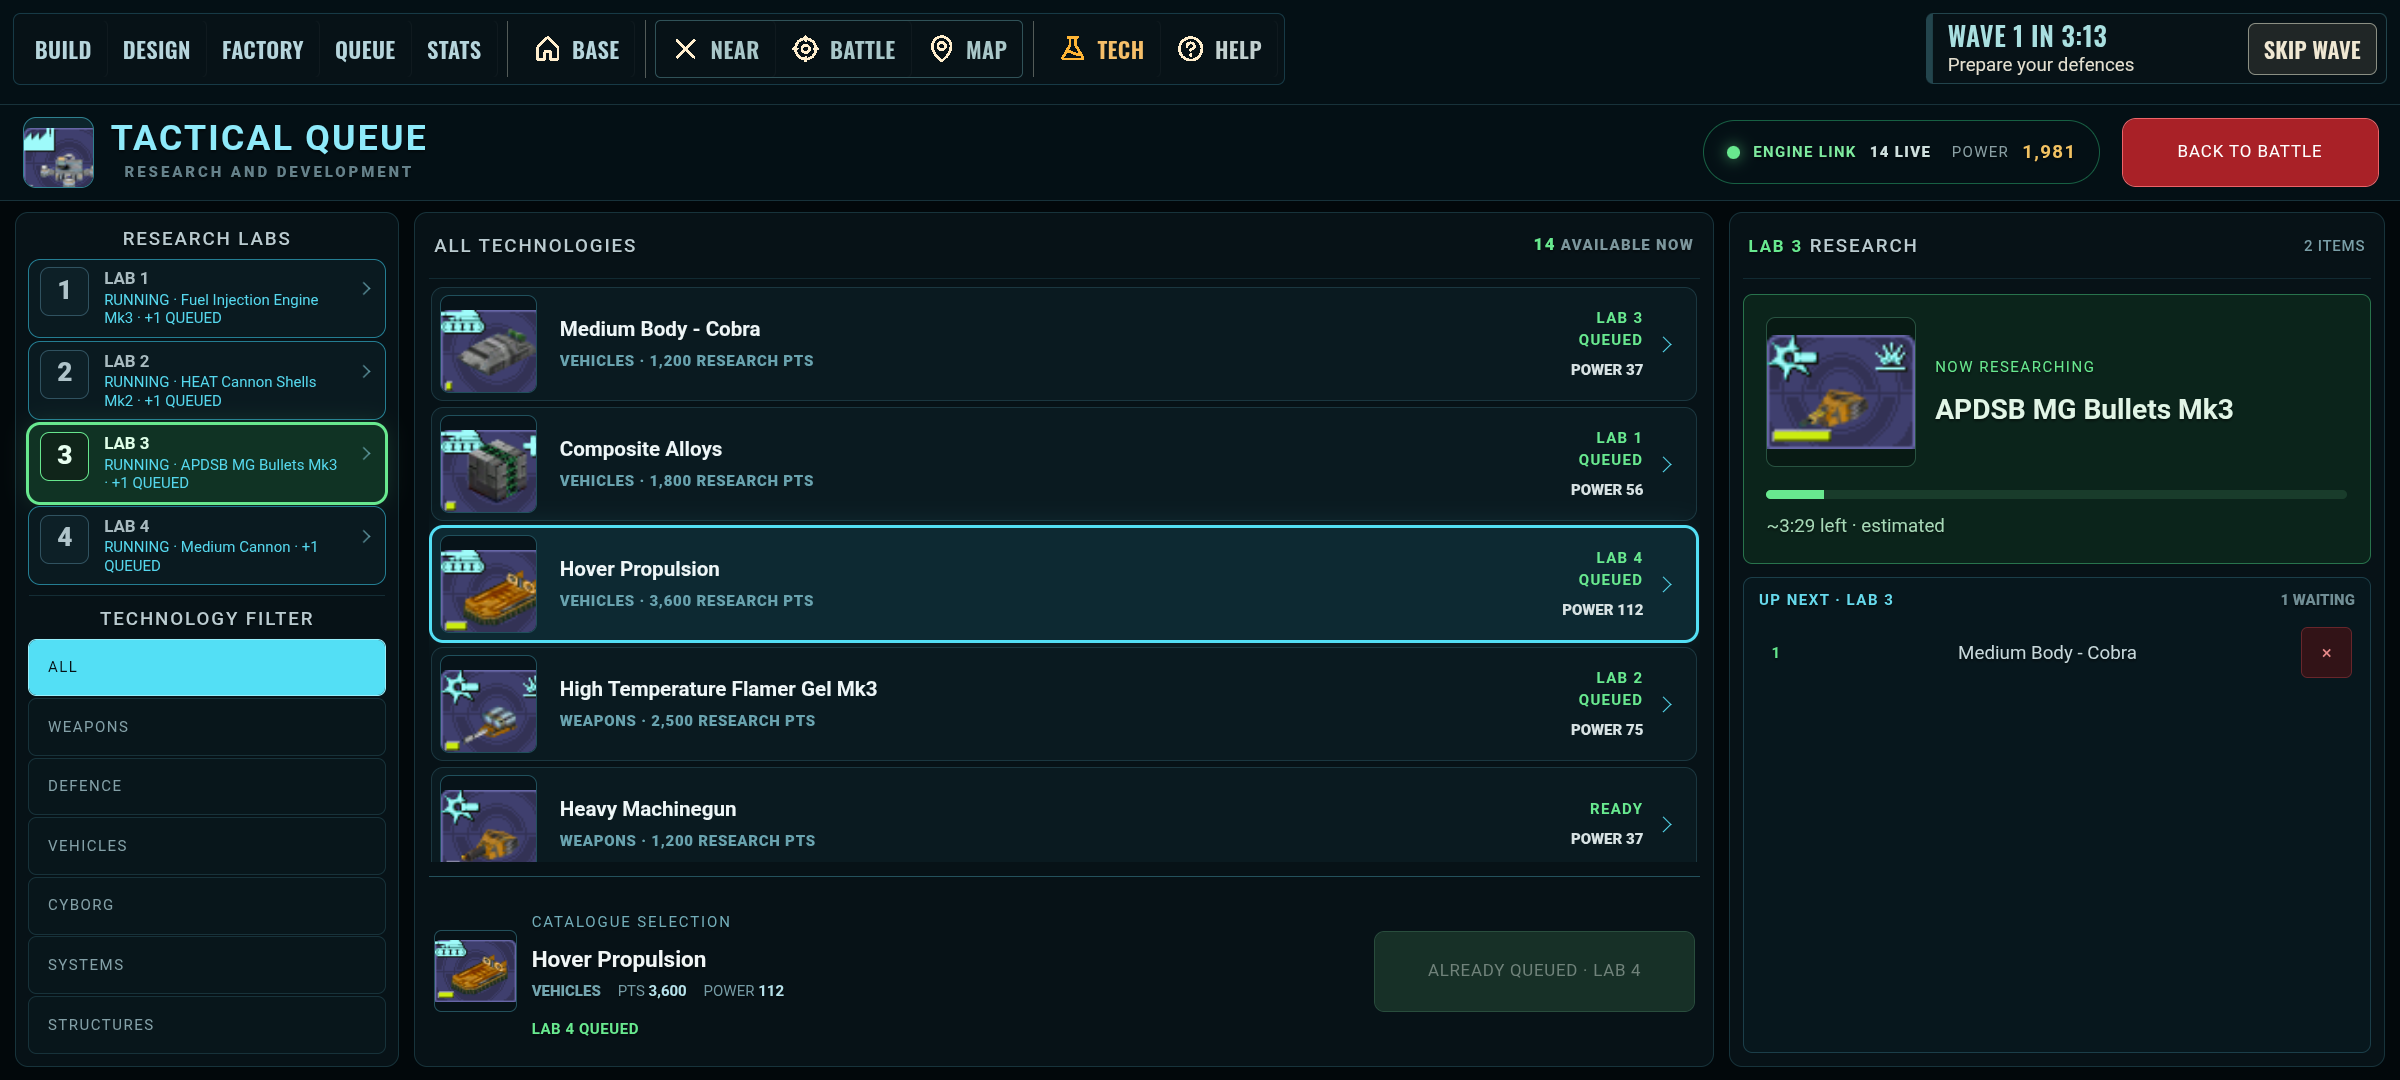 BUILD DESIGN FACTORY QUEUE STATS BASE NEAR BATTLE MAP TECH HELP
WAVE 1 IN 3:13
Prepare your defences
SKIP WAVE
TACTICAL QUEUE
RESEARCH AND DEVELOPMENT
ENGINE LINK 14 LIVE POWER 1,981
BACK TO BATTLE
RESEARCH LABS
1
LAB 1
RUNNING · Fuel Injection Engine
Mk3 · +1 QUEUED
2
LAB 2
RUNNING · HEAT Cannon Shells
Mk2 · +1 QUEUED
3
LAB 3
RUNNING · APDSB MG Bullets Mk3
· +1 QUEUED
4
LAB 4
RUNNING · Medium Cannon · +1
QUEUED
TECHNOLOGY FILTER
ALL
WEAPONS
DEFENCE
VEHICLES
CYBORG
SYSTEMS
STRUCTURES
ALL TECHNOLOGIES
14 AVAILABLE NOW
Medium Body - Cobra
VEHICLES · 1,200 RESEARCH PTS
LAB 3
QUEUED
POWER 37
Composite Alloys
VEHICLES · 1,800 RESEARCH PTS
LAB 1
QUEUED
POWER 56
Hover Propulsion
VEHICLES · 3,600 RESEARCH PTS
LAB 4
QUEUED
POWER 112
High Temperature Flamer Gel Mk3
WEAPONS · 2,500 RESEARCH PTS
LAB 2
QUEUED
POWER 75
Heavy Machinegun
WEAPONS · 1,200 RESEARCH PTS
READY
POWER 37
CATALOGUE SELECTION
Hover Propulsion
VEHICLES PTS 3,600 POWER 112
LAB 4 QUEUED
ALREADY QUEUED · LAB 4
LAB 3 RESEARCH
2 ITEMS
NOW RESEARCHING
APDSB MG Bullets Mk3
~3:29 left · estimated
UP NEXT · LAB 3
1 WAITING
1 Medium Body - Cobra ×